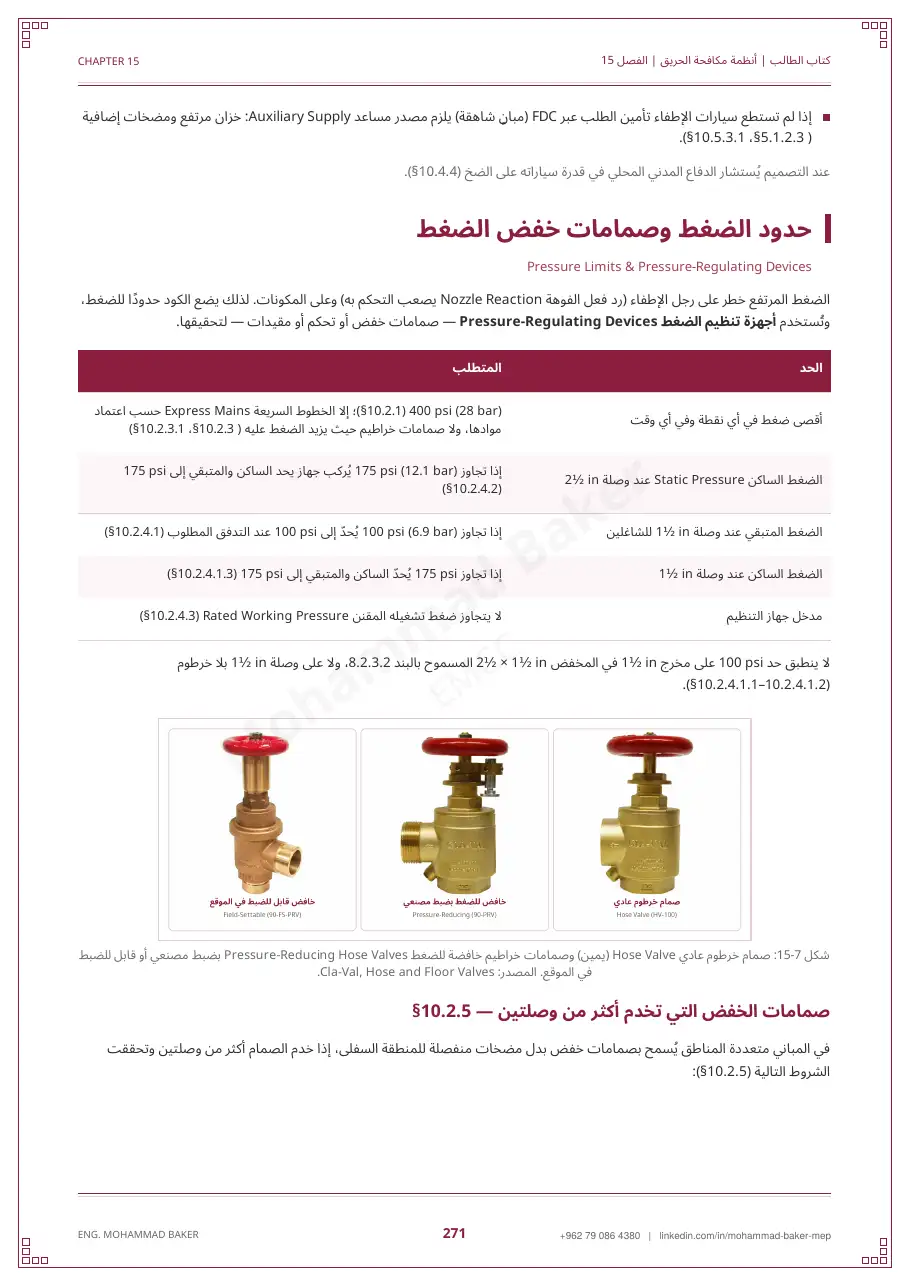 CHAPTER 15
كتاب الطالب | أنظمة مكافحة الحريق | الفصل 15
إذا لم تستطع سيارات الإطفاء تأمين الطلب عبر FDC (مبانٍ شاهقة) يلزم مصدر مساعد Auxiliary Supply: خزان مرتفع ومضخات إضافية
( §5.1.2.3، §10.5.3.1).
عند التصميم يُستشار الدفاع المدني المحلي في قدرة سياراته على الضخ (§10.4.4).
حدود الضغط وصمامات خفض الضغط
Pressure Limits & Pressure-Regulating Devices
الضغط المرتفع خطر على رجل الإطفاء (رد فعل الفوهة Nozzle Reaction يصعب التحكم به) وعلى المكونات. لذلك يضع الكود حدودًا للضغط،
وتُستخدم أجهزة تنظيم الضغط Pressure-Regulating Devices — صمامات خفض أو تحكم أو مقيدات — لتحقيقها.
الحد المتطلب
أقصى ضغط في أي نقطة وفي أي وقت
400 psi (28 bar) (§10.2.1)؛ إلا الخطوط السريعة Express Mains حسب اعتماد
موادها، ولا صمامات خراطيم حيث يزيد الضغط عليه ( §10.2.3، §10.2.3.1)
الضغط الساكن Static Pressure عند وصلة 2½ in
إذا تجاوز 175 psi (12.1 bar) يُركب جهاز يحد الساكن والمتبقي إلى 175 psi
(§10.2.4.2)
الضغط المتبقي عند وصلة 1½ in للشاغلين
إذا تجاوز 100 psi (6.9 bar) يُحدّ إلى 100 psi عند التدفق المطلوب (§10.2.4.1)
الضغط الساكن عند وصلة 1½ in
إذا تجاوز 175 psi يُحدّ الساكن والمتبقي إلى 175 psi (§10.2.4.1.3)
مدخل جهاز التنظيم
لا يتجاوز ضغط تشغيله المقنن Rated Working Pressure (§10.2.4.3)
لا ينطبق حد 100 psi على مخرج 1½ in في المخفض 2½ × 1½ in المسموح بالبند 8.2.3.2، ولا على وصلة 1½ in بلا خرطوم
(§10.2.4.1.1–10.2.4.1.2).
صمام خرطوم عادي
Hose Valve (HV-100)
خافض للضغط بضبط مصنعي
Pressure-Reducing (90-PRV)
خافض قابل للضبط في الموقع
Field-Settable (90-FS-PRV)
شكل 15-7: صمام خرطوم عادي Hose Valve (يمين) وصمامات خراطيم خافضة للضغط Pressure-Reducing Hose Valves بضبط مصنعي أو قابل للضبط
في الموقع. المصدر: Cla-Val, Hose and Floor Valves.
صمامات الخفض التي تخدم أكثر من وصلتين — §10.2.5
في المباني متعددة المناطق يُسمح بصمامات خفض بدل مضخات منفصلة للمنطقة السفلى، إذا خدم الصمام أكثر من وصلتين وتحققت
الشروط التالية (§10.2.5):
Mohammad Baker
EMCC
ENG. MOHAMMAD BAKER
271
+962 79 086 4380 | linkedin.com/in/mohammad-baker-mep